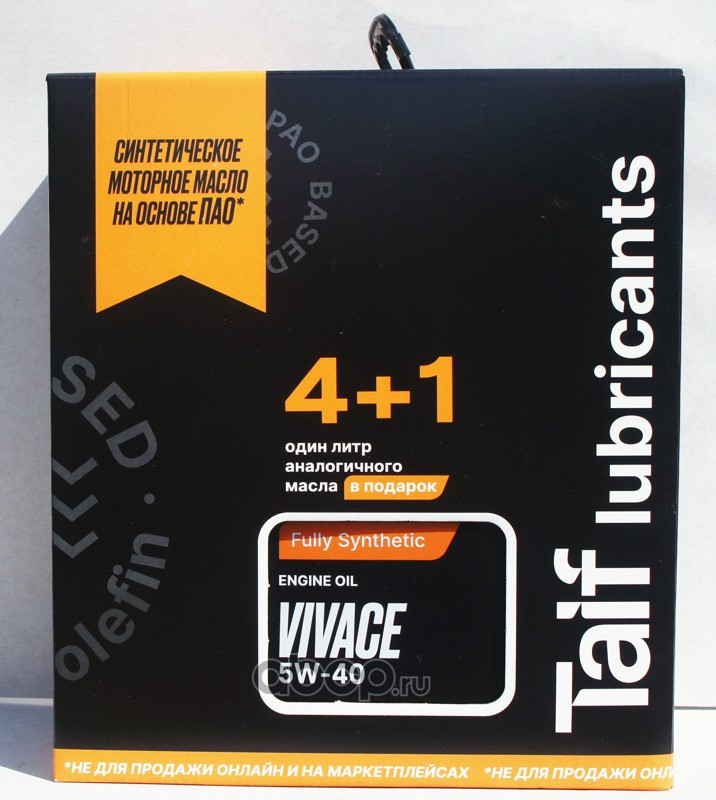 СИНТЕТИЧЕСКОЕ
МОТОРНОЕ МАСЛО
НА ОСНОВЕ ПАО*
PAO BASED
SED
olefin ·
4+1
один литр
аналогичного
масла в подарок
Fully Synthetic
ENGINE OIL
VIVACE
5W-40
Taif lubricants
*НЕ ДЛЯ ПРОДАЖИ ОНЛАЙН И НА МАРКЕТПЛЕЙСАХ *НЕ ДЛЯ ПРОДАЖИ ОНЛ